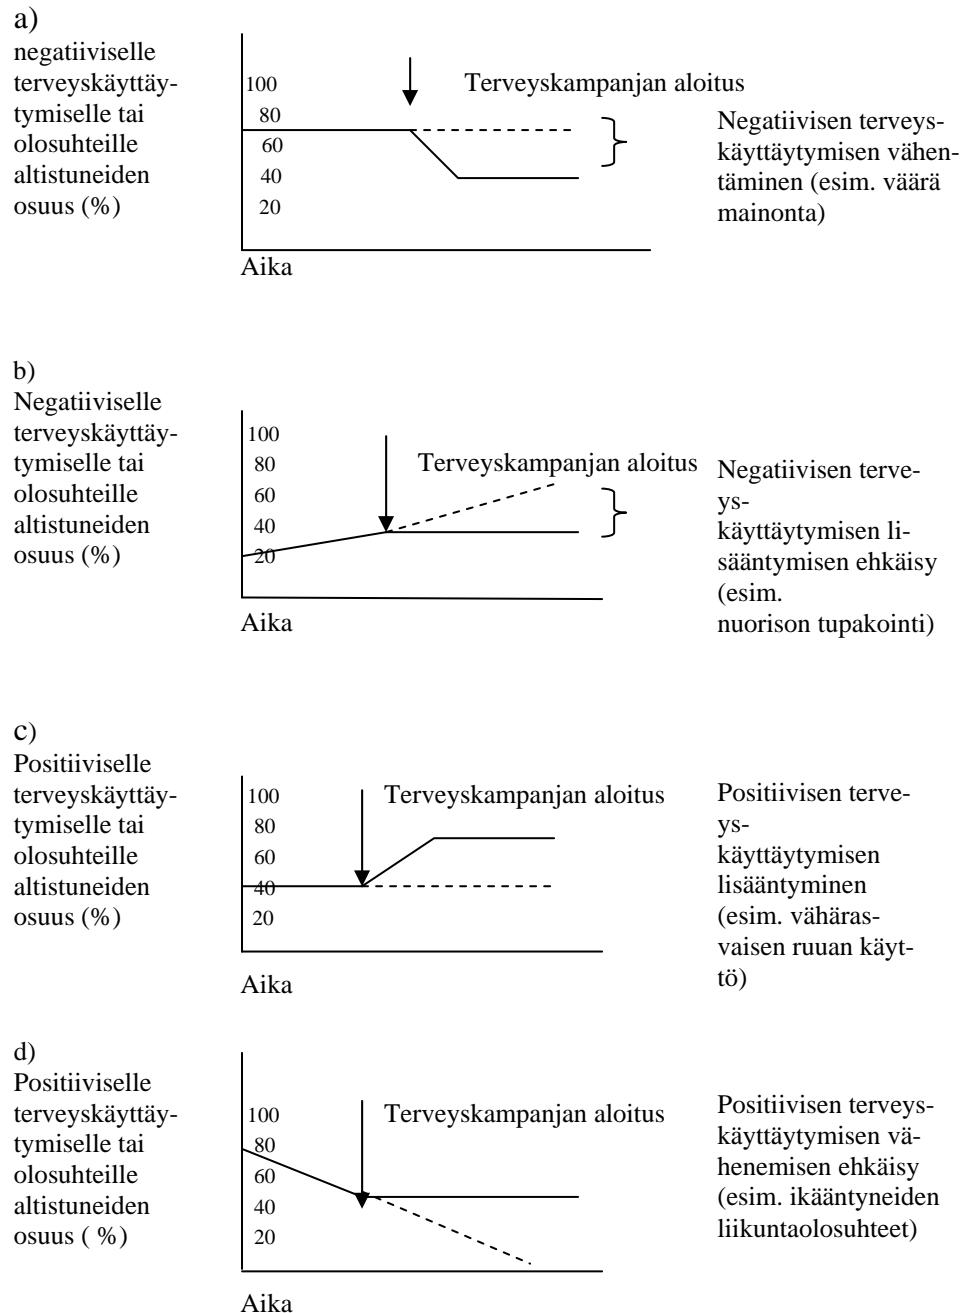 a)
negatiiviselle
terveyskäyttäy-
tymiselle tai
olosuhteille
altistuneiden
osuus (%)
100
80
60
40
20
Aika
Terveyskampanjan aloitus
Negatiivisen terveys-
käyttäytymisen vähen-
täminen (esim. väärä
mainonta)
b)
Negatiiviselle
terveyskäyttäy-
tymiselle tai
olosuhteille
altistuneiden
osuus (%)
100
80
60
40
20
Aika
Terveyskampanjan aloitus
Negatiivisen terve-
ys-
käyttäytymisen li-
sääntymisen ehkäisy
(esim.
nuorison tupakointi)
c)
Positiiviselle
terveyskäyttäy-
tymiselle tai
olosuhteille
altistuneiden
osuus (%)
100
80
60
40
20
Aika
Terveyskampanjan aloitus
Positiivisen terve-
ys-
käyttäytymisen
lisääntyminen
(esim. vähäras-
vaisen ruuan käyt-
tö)
d)
Positiiviselle
terveyskäyttäy-
tymiselle tai
olosuhteille
altistuneiden
osuus ( %)
100
80
60
40
20
Aika
Terveyskampanjan aloitus
Positiivisen terveys-
käyttäytymisen vä-
henemisen ehkäisy
(esim. ikääntyneiden
liikuntaolosuhteet)